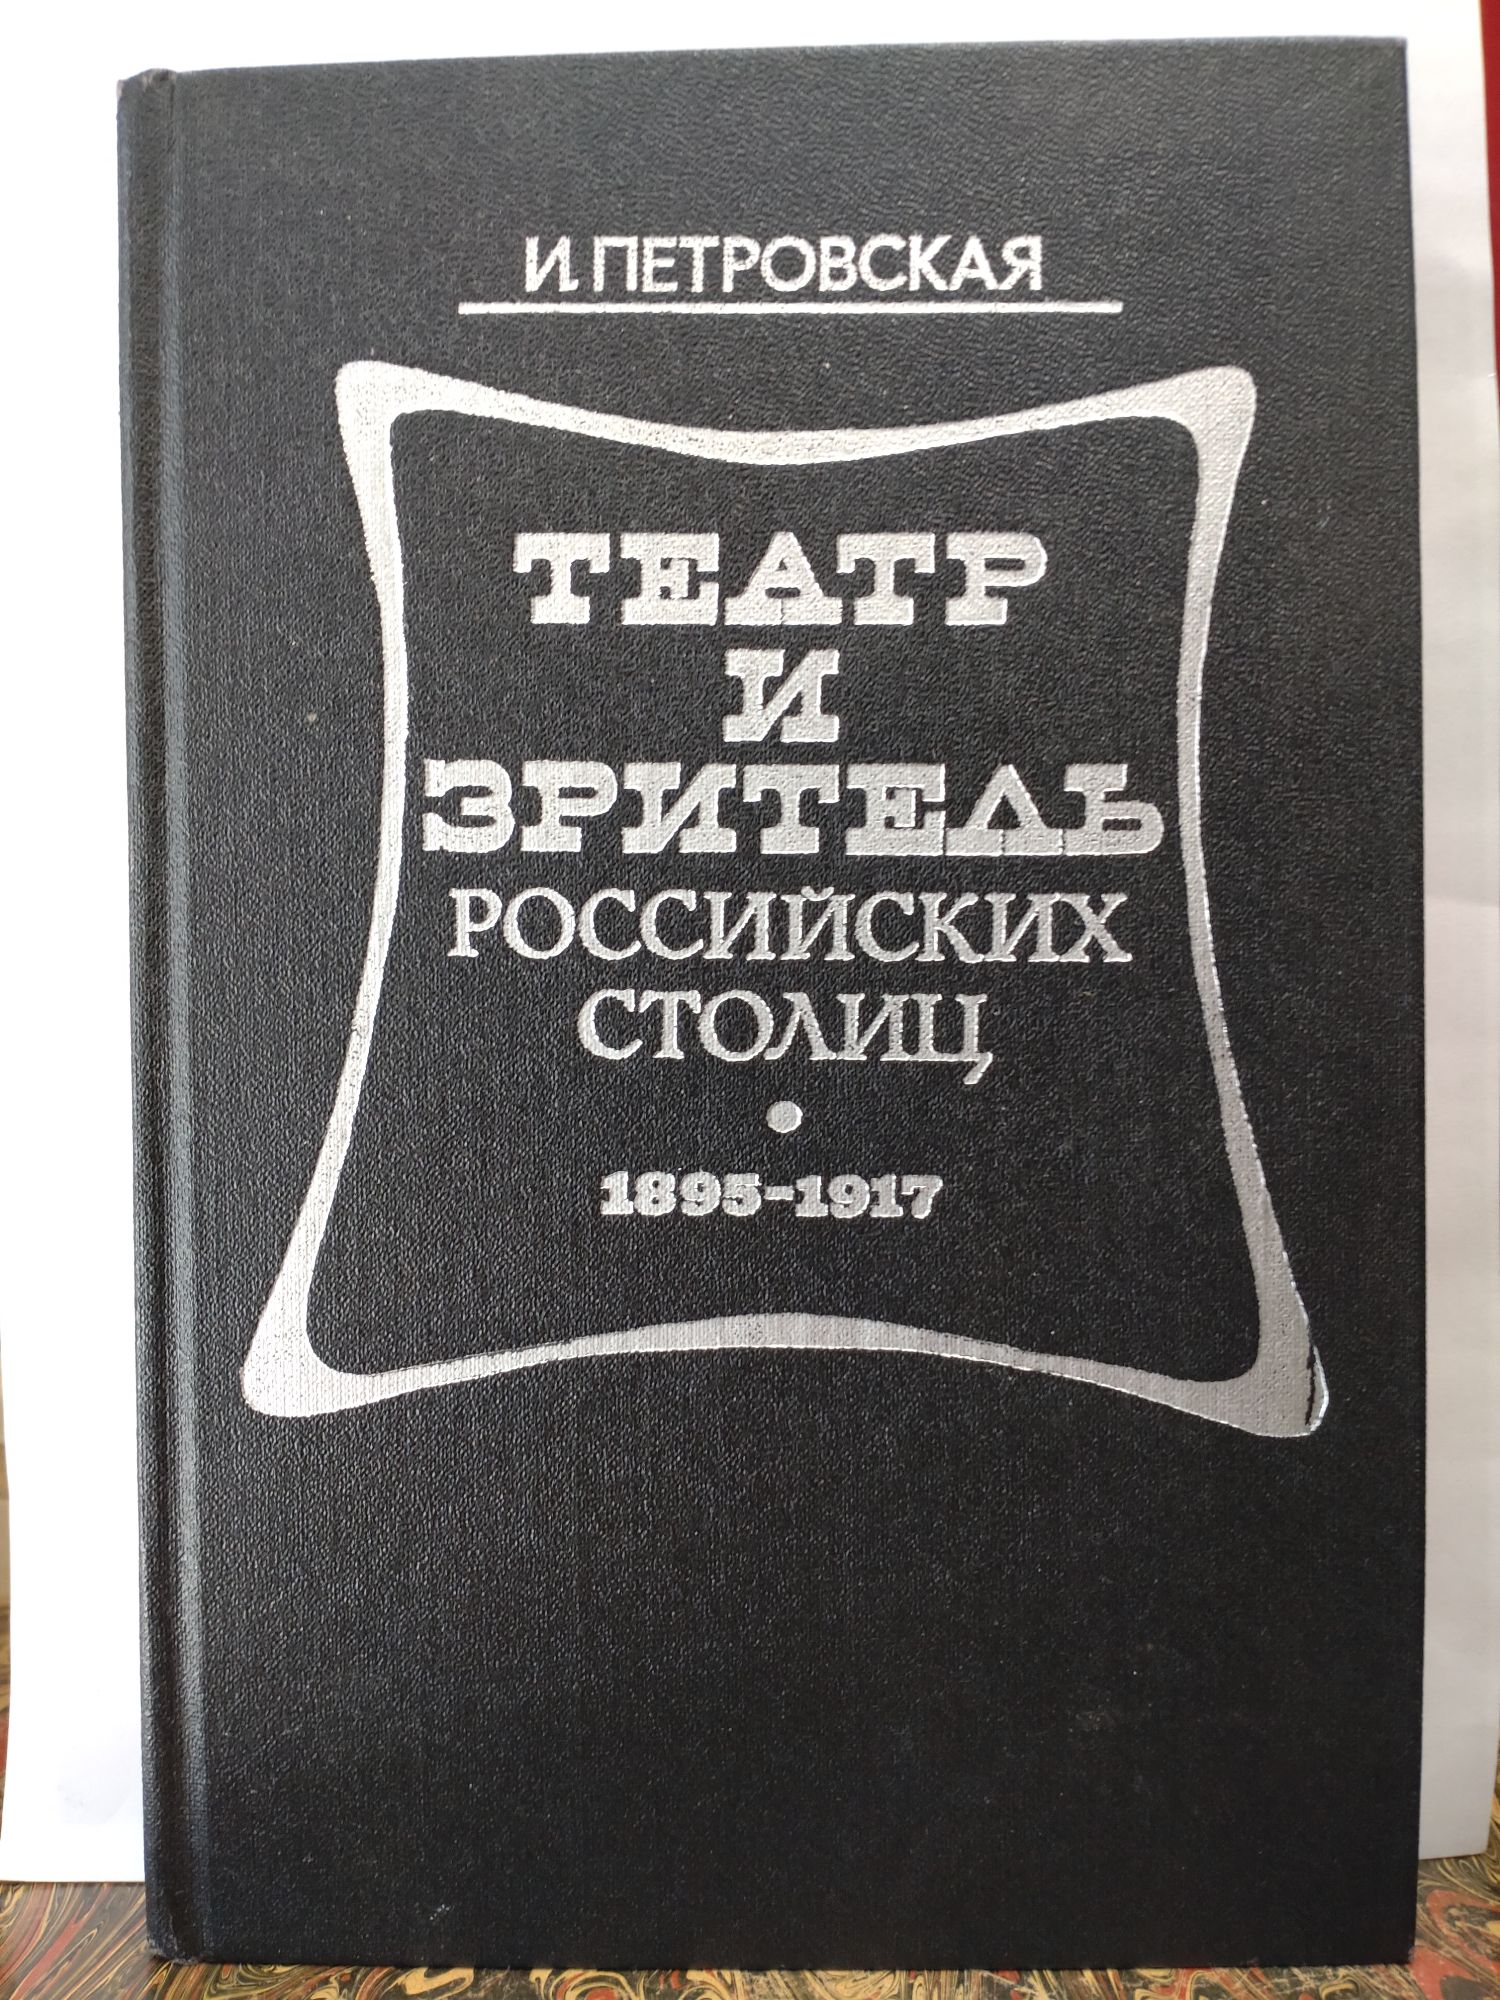 И. ПЕТРОВСКАЯ
ТЕАТР
И
ЗРИТЕЛЬ
РОССИЙСКИХ
СТОЛИЦ
•
1895-1917